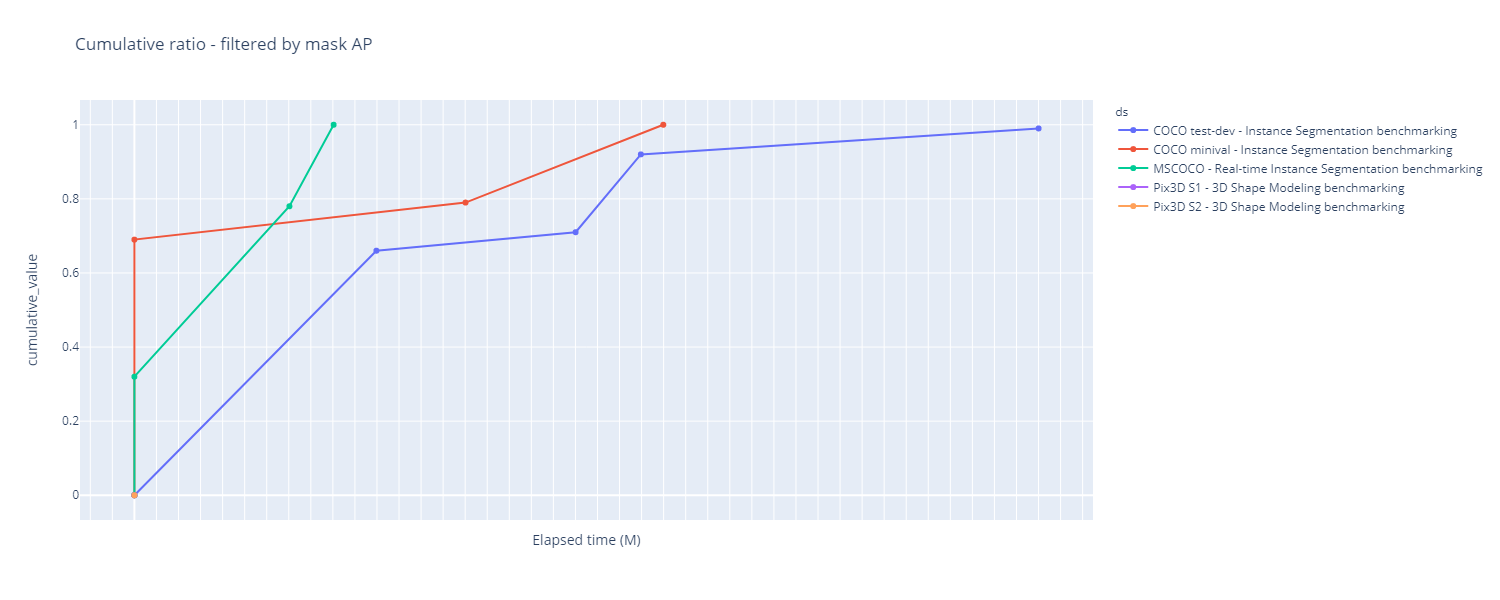 Cumulative ratio - filtered by mask AP
ds
COCO test-dev - Instance Segmentation benchmarking
COCO minival - Instance Segmentation benchmarking
MSCOCO - Real-time Instance Segmentation benchmarking
Pix3D S1 - 3D Shape Modeling benchmarking
Pix3D S2 - 3D Shape Modeling benchmarking
1
0.8
0.6
0.4
0.2
0
cumulative_value
Elapsed time (M)